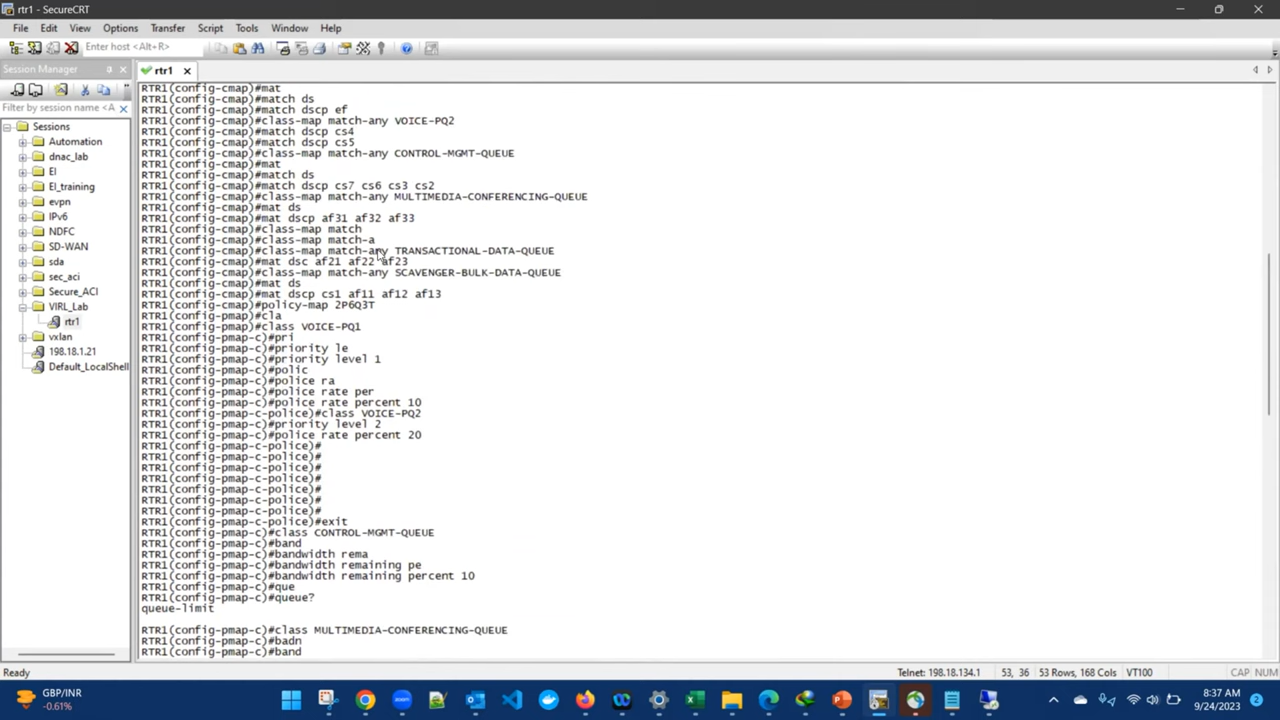 rtr1 - SecureCRT
File Edit View Options Transfer Script Tools Window Help
Enter host <Alt+R>
Session Manager
rtr1
Filter by session name <A
Sessions
Automation
dnac_lab
EI
EI_training
evpn
IPv6
NDFC
SD-WAN
sda
sec_aci
Secure_ACI
VIRL_Lab
rtr1
vxlan
198.18.1.21
Default_LocalShell
RTR1(config-cmap)#mat
RTR1(config-cmap)#match ds
RTR1(config-cmap)#match dscp ef
RTR1(config-cmap)#class-map match-any VOICE-PQ2
RTR1(config-cmap)#match dscp cs4
RTR1(config-cmap)#match dscp cs5
RTR1(config-cmap)#class-map match-any CONTROL-MGMT-QUEUE
RTR1(config-cmap)#mat
RTR1(config-cmap)#match ds
RTR1(config-cmap)#match dscp cs7 cs6 cs3 cs2
RTR1(config-cmap)#class-map match-any MULTIMEDIA-CONFERENCING-QUEUE
RTR1(config-cmap)#mat ds
RTR1(config-cmap)#mat dscp af31 af32 af33
RTR1(config-cmap)#class-map match
RTR1(config-cmap)#class-map match-a
RTR1(config-cmap)#class-map match-any TRANSACTIONAL-DATA-QUEUE
RTR1(config-cmap)#mat dsc af21 af22 af23
RTR1(config-cmap)#class-map match-any SCAVENGER-BULK-DATA-QUEUE
RTR1(config-cmap)#mat ds
RTR1(config-cmap)#mat dscp cs1 af11 af12 af13
RTR1(config-cmap)#policy-map 2P6Q3T
RTR1(config-pmap)#cla
RTR1(config-pmap)#class VOICE-PQ1
RTR1(config-pmap-c)#pri
RTR1(config-pmap-c)#priority le
RTR1(config-pmap-c)#priority level 1
RTR1(config-pmap-c)#polic
RTR1(config-pmap-c)#police ra
RTR1(config-pmap-c)#police rate per
RTR1(config-pmap-c)#police rate percent 10
RTR1(config-pmap-c-police)#class VOICE-PQ2
RTR1(config-pmap-c)#priority level 2
RTR1(config-pmap-c)#police rate percent 20
RTR1(config-pmap-c-police)#
RTR1(config-pmap-c-police)#
RTR1(config-pmap-c-police)#
RTR1(config-pmap-c-police)#
RTR1(config-pmap-c-police)#
RTR1(config-pmap-c-police)#
RTR1(config-pmap-c-police)#
RTR1(config-pmap-c-police)#exit
RTR1(config-pmap-c)#class CONTROL-MGMT-QUEUE
RTR1(config-pmap-c)#band
RTR1(config-pmap-c)#bandwidth rema
RTR1(config-pmap-c)#bandwidth remaining pe
RTR1(config-pmap-c)#bandwidth remaining percent 10
RTR1(config-pmap-c)#que
RTR1(config-pmap-c)#queue?
queue-limit
RTR1(config-pmap-c)#class MULTIMEDIA-CONFERENCING-QUEUE
RTR1(config-pmap-c)#badn
RTR1(config-pmap-c)#band
Ready
Telnet: 198.18.134.1 53, 36 53 Rows, 168 Cols VT100 CAP NUM
GBP/INR
-0.61%
8:37 AM
9/24/2023
2